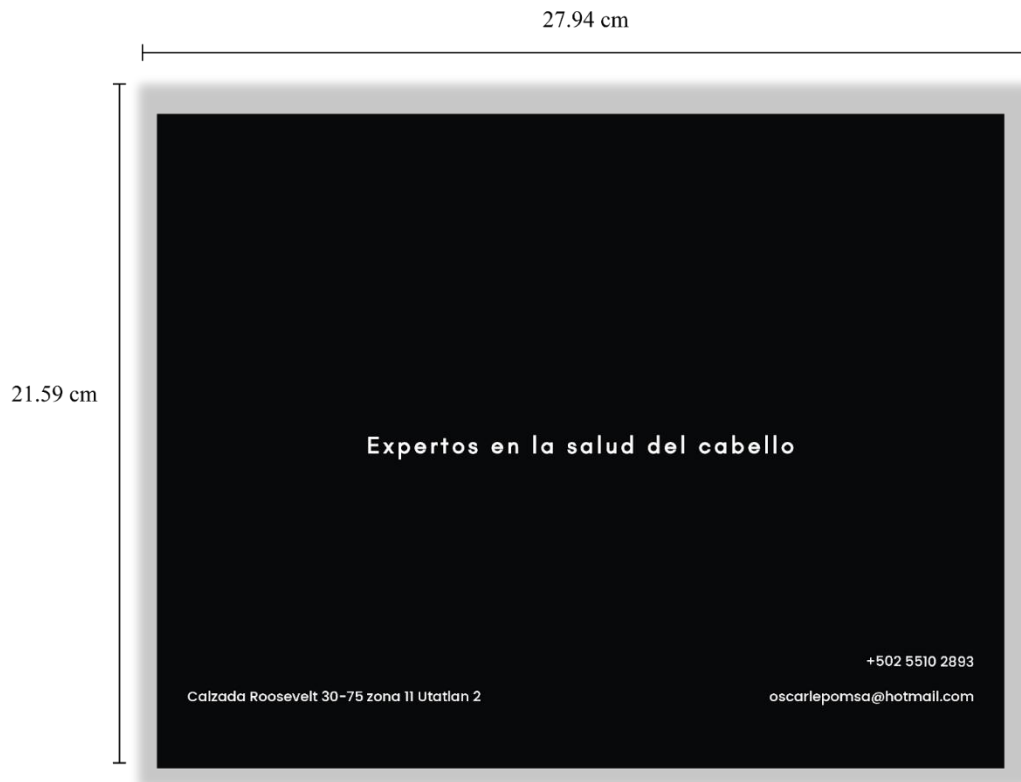 27.94 cm
21.59 cm
Expertos en la salud del cabello
+502 5510 2893
Calzada Roosevelt 30-75 zona 11 Utatlan 2
oscarlepomsa@hotmail.com